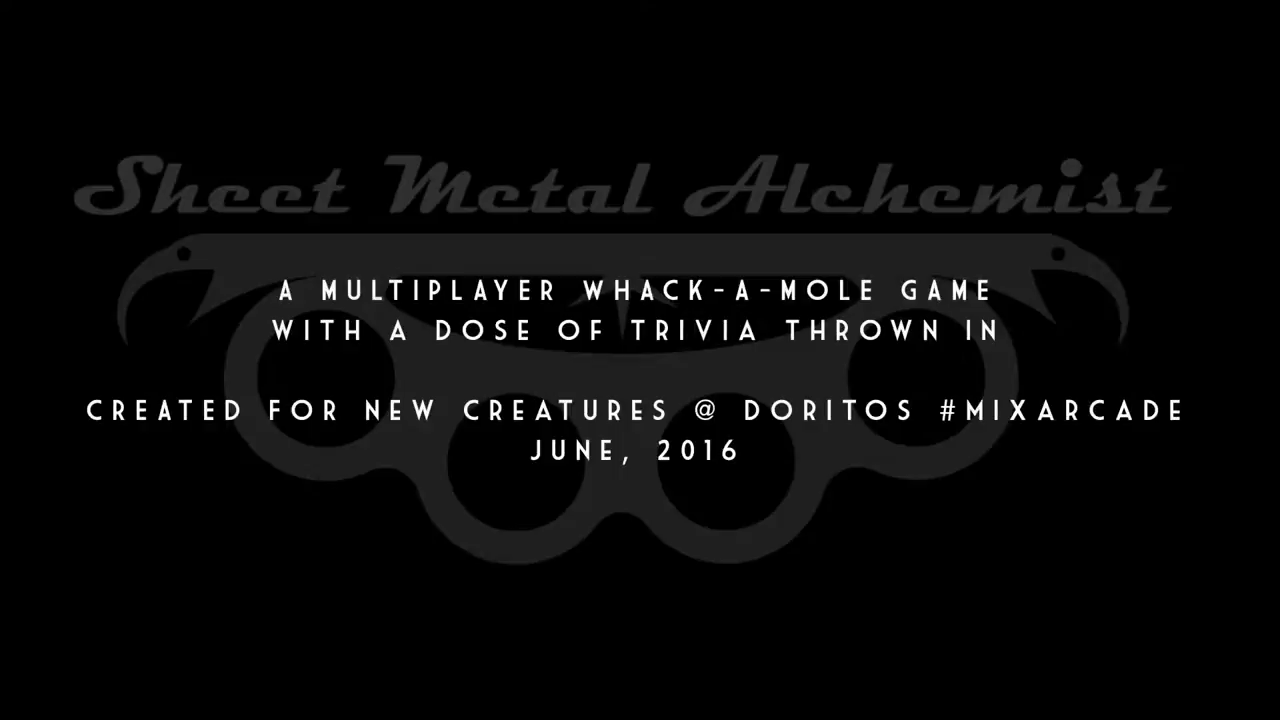 Sheet Metal Alchemist
A MULTIPLAYER WHACK-A-MOLE GAME
WITH A DOSE OF TRIVIA THROWN IN
CREATED FOR NEW CREATURES @ DORITOS #MIXARCADE
JUNE, 2016